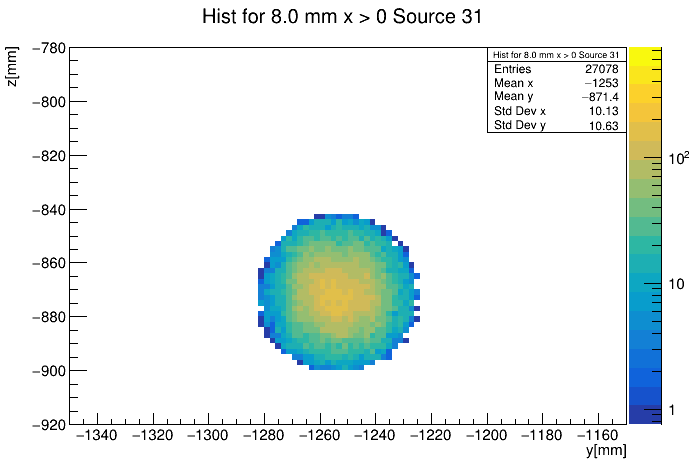 Hist for 8.0 mm x > 0 Source 31
z[mm]
−780
−800
−820
−840
−860
−880
−900
−920
Hist for 8.0 mm x > 0 Source 31
Entries 27078
Mean x −1253
Mean y −871.4
Std Dev x 10.13
Std Dev y 10.63
10²
10
1
−1340 −1320 −1300 −1280 −1260 −1240 −1220 −1200 −1180 −1160
y[mm]